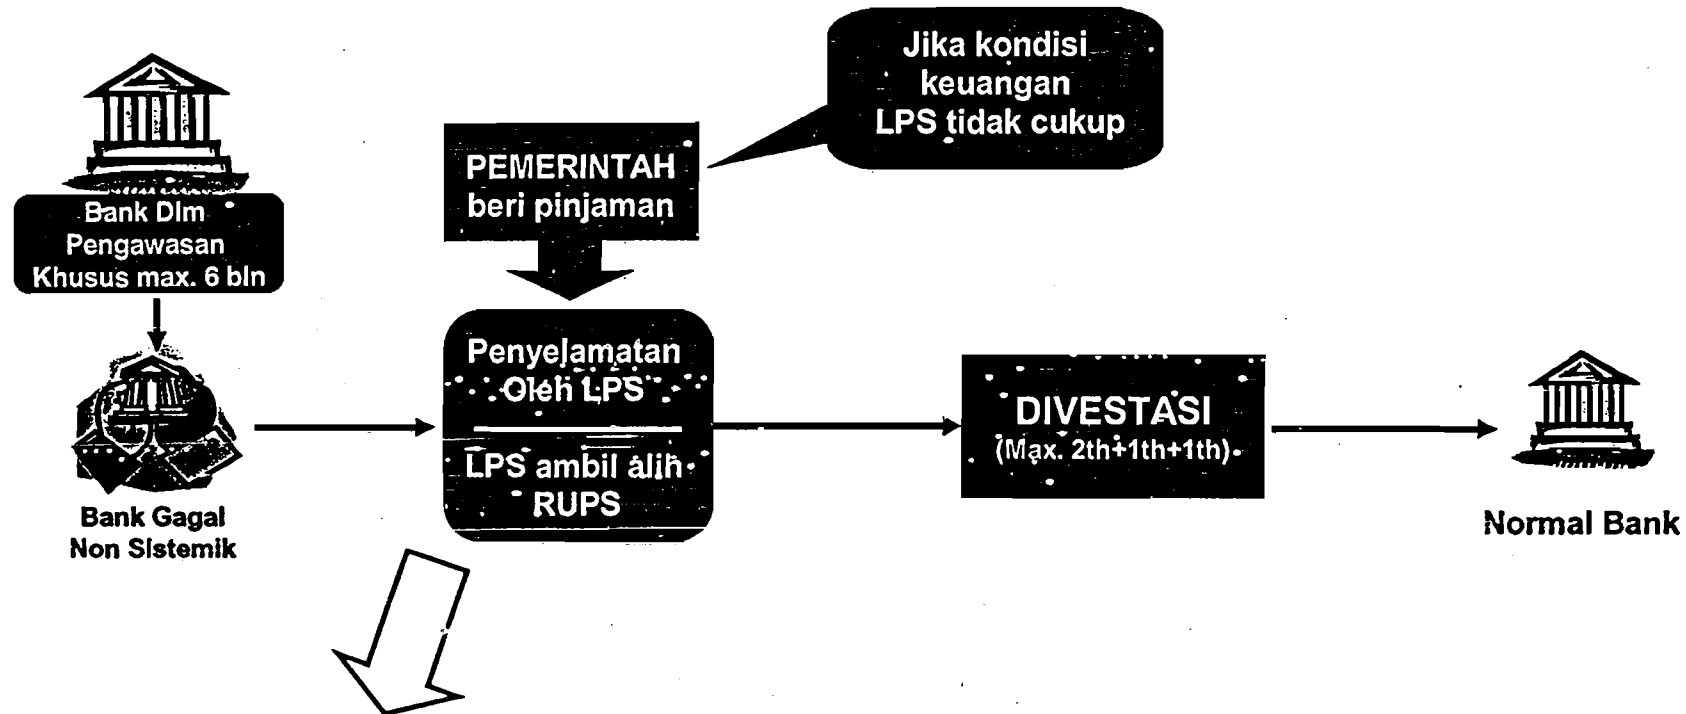 Jika kondisi
keuangan
LPS tidak cukup
PEMERINTAH
beri pinjaman
Bank Dlm
Pengawasan
Khusus max. 6 bln
Penyelamatan
Oleh LPS
LPS ambil alih
RUPS
DIVESTASI
(Max. 2th+1th+1th)
Bank Gagal
Non Sistemik
Normal Bank